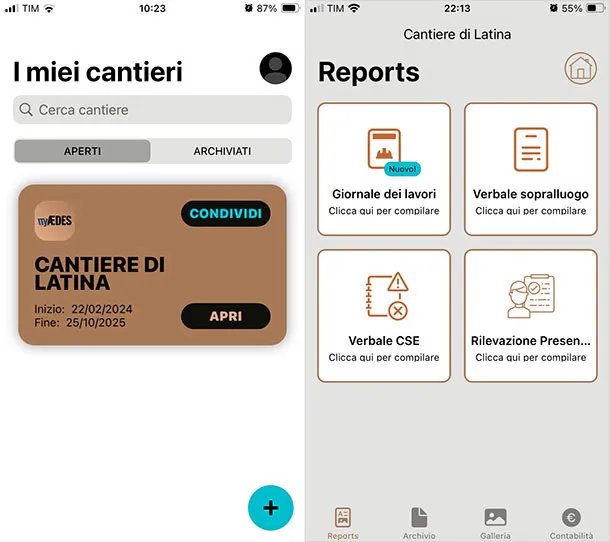 TIM 10:23 87%
I miei cantieri
Cerca cantiere
APERTI ARCHIVIATI
myÆDES
CONDIVIDI
CANTIERE DI
LATINA
Inizio: 22/02/2024
Fine: 25/10/2025
APRI
+
TIM 22:13 55%
Cantiere di Latina
Reports
Nuovo!
Giornale dei lavori
Clicca qui per compilare
Verbale sopralluogo
Clicca qui per compilare
Verbale CSE
Clicca qui per compilare
Rilevazione Presen...
Clicca qui per compilare
Reports Archivio Galleria Contabilità